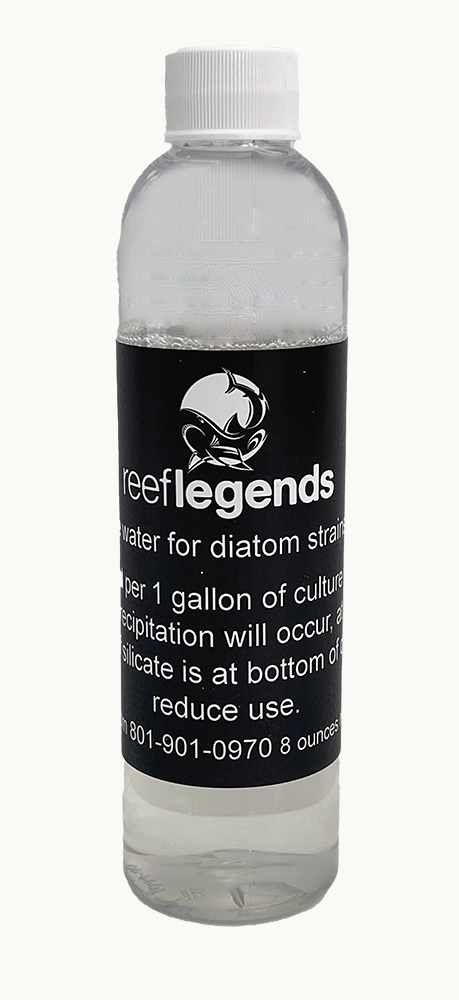 reeflegends
water for diatom strains
per 1 gallon of culture
ecipitation will occur, a
silicate is at bottom of
reduce use.
801-901-0970 8 ounces